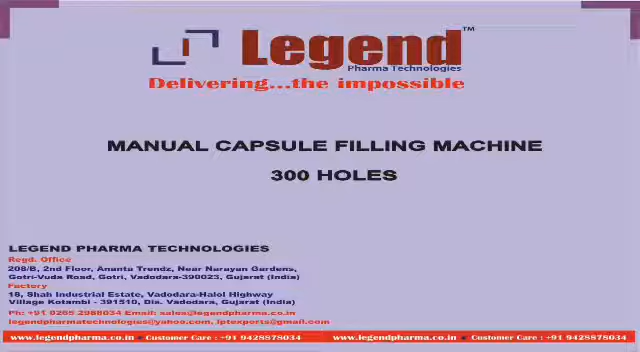 Legend™
Pharma Technologies
Delivering...the impossible
MANUAL CAPSULE FILLING MACHINE
300 HOLES
LEGEND PHARMA TECHNOLOGIES
Regd. Office
208/B, 2nd Floor, Ananta Trendz, Near Narayan Gardens,
Gotri-Vuda Road, Gotri, Vadodara-390023, Gujarat (India)
Factory
18, Shah Industrial Estate, Vadodara-Halol Highway
Village Kotambi - 391510, Dis. Vadodara, Gujarat (India)
Ph: +91 0265 2988034 Email: sales@legendpharma.co.in
legendpharmatechnologies@yahoo.com, lptexports@gmail.com
www.legendpharma.co.in • Customer Care : +91 9428878034 www.legendpharma.co.in • Customer Care : +91 9428878034